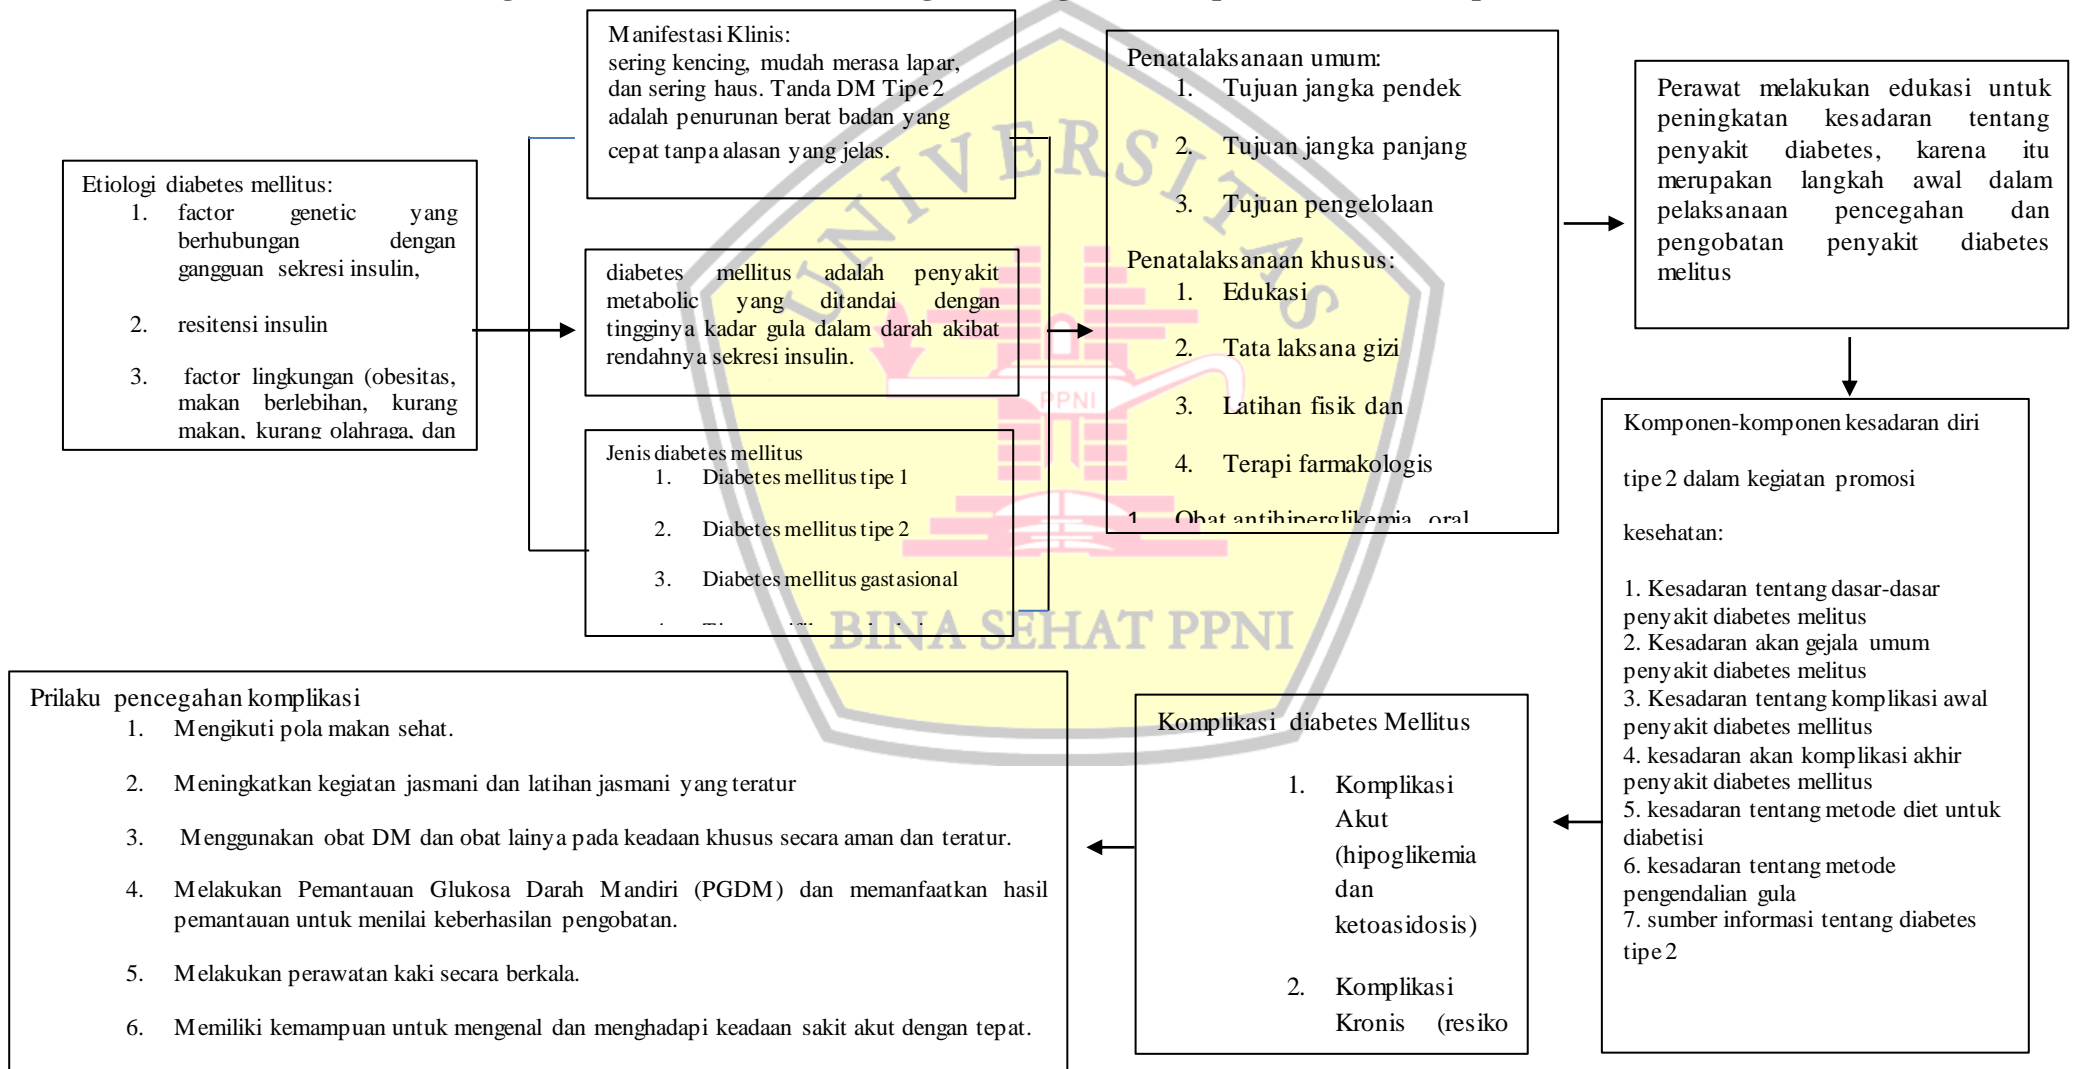 Manifestasi Klinis:
sering kencing, mudah merasa lapar,
dan sering haus. Tanda DM Tipe 2
adalah penurunan berat badan yang
cepat tanpa alasan yang jelas.
Etiologi diabetes mellitus:
1. factor genetic yang
berhubungan dengan
gangguan sekresi insulin,
2. resitensi insulin
3. factor lingkungan (obesitas,
makan berlebihan, kurang
makan, kurang olahraga, dan
diabetes mellitus adalah penyakit
metabolic yang ditandai dengan
tingginya kadar gula dalam darah akibat
rendahnya sekresi insulin.
Jenis diabetes mellitus
1. Diabetes mellitus tipe 1
2. Diabetes mellitus tipe 2
3. Diabetes mellitus gastasional
Penatalaksanaan umum:
1. Tujuan jangka pendek
2. Tujuan jangka panjang
3. Tujuan pengelolaan
Penatalaksanaan khusus:
1. Edukasi
2. Tata laksana gizi
3. Latihan fisik dan
4. Terapi farmakologis
1. Obat antihiperglikemia oral
Perawat melakukan edukasi untuk
peningkatan kesadaran tentang
penyakit diabetes, karena itu
merupakan langkah awal dalam
pelaksanaan pencegahan dan
pengobatan penyakit diabetes
melitus
Komponen-komponen kesadaran diri
tipe 2 dalam kegiatan promosi
kesehatan:
1. Kesadaran tentang dasar-dasar
penyakit diabetes melitus
2. Kesadaran akan gejala umum
penyakit diabetes melitus
3. Kesadaran tentang komplikasi awal
penyakit diabetes mellitus
4. kesadaran akan komplikasi akhir
penyakit diabetes mellitus
5. kesadaran tentang metode diet untuk
diabetisi
6. kesadaran tentang metode
pengendalian gula
7. sumber informasi tentang diabetes
tipe 2
Komplikasi diabetes Mellitus
1. Komplikasi
Akut
(hipoglikemia
dan
ketoasidosis)
2. Komplikasi
Kronis (resiko
Prilaku pencegahan komplikasi
1. Mengikuti pola makan sehat.
2. Meningkatkan kegiatan jasmani dan latihan jasmani yang teratur
3. Menggunakan obat DM dan obat lainya pada keadaan khusus secara aman dan teratur.
4. Melakukan Pemantauan Glukosa Darah Mandiri (PGDM) dan memanfaatkan hasil
pemantauan untuk menilai keberhasilan pengobatan.
5. Melakukan perawatan kaki secara berkala.
6. Memiliki kemampuan untuk mengenal dan menghadapi keadaan sakit akut dengan tepat.
UNIVERSITAS
PPNI
BINA SEHAT PPNI